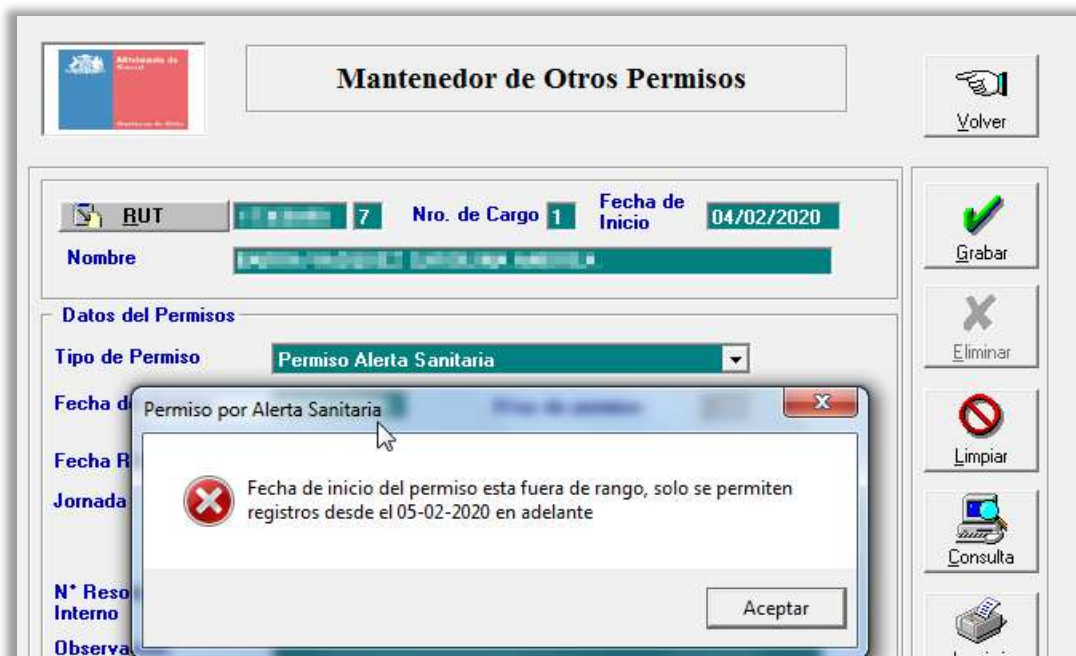 Ministerio de
Mantenedor de Otros Permisos
Volver
RUT
7
Nro. de Cargo 1
Fecha de
Inicio
04/02/2020
Grabar
Nombre
Datos del Permisos
Tipo de Permiso
Permiso Alerta Sanitaria
Eliminar
Fecha d
Permiso por Alerta Sanitaria
Fecha R
Limpiar
Fecha de inicio del permiso esta fuera de rango, solo se permiten
registros desde el 05-02-2020 en adelante
Jornada
Consulta
N° Reso
Interno
Aceptar
Observa